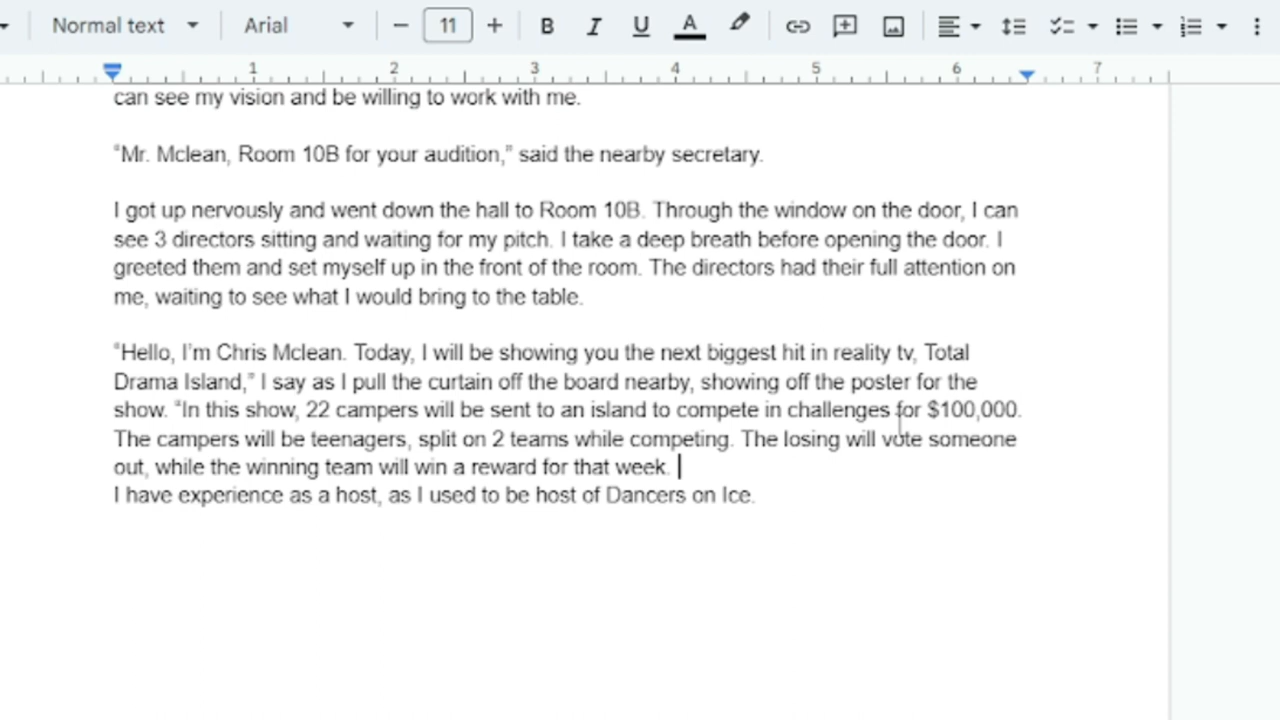 Normal text Arial 11 B I U A
1 2 3 4 5 6 7
can see my vision and be willing to work with me.
“Mr. Mclean, Room 10B for your audition,” said the nearby secretary.
I got up nervously and went down the hall to Room 10B. Through the window on the door, I can
see 3 directors sitting and waiting for my pitch. I take a deep breath before opening the door. I
greeted them and set myself up in the front of the room. The directors had their full attention on
me, waiting to see what I would bring to the table.
“Hello, I’m Chris Mclean. Today, I will be showing you the next biggest hit in reality tv, Total
Drama Island,” I say as I pull the curtain off the board nearby, showing off the poster for the
show. “In this show, 22 campers will be sent to an island to compete in challenges for $100,000.
The campers will be teenagers, split on 2 teams while competing. The losing will vote someone
out, while the winning team will win a reward for that week.
I have experience as a host, as I used to be host of Dancers on Ice.